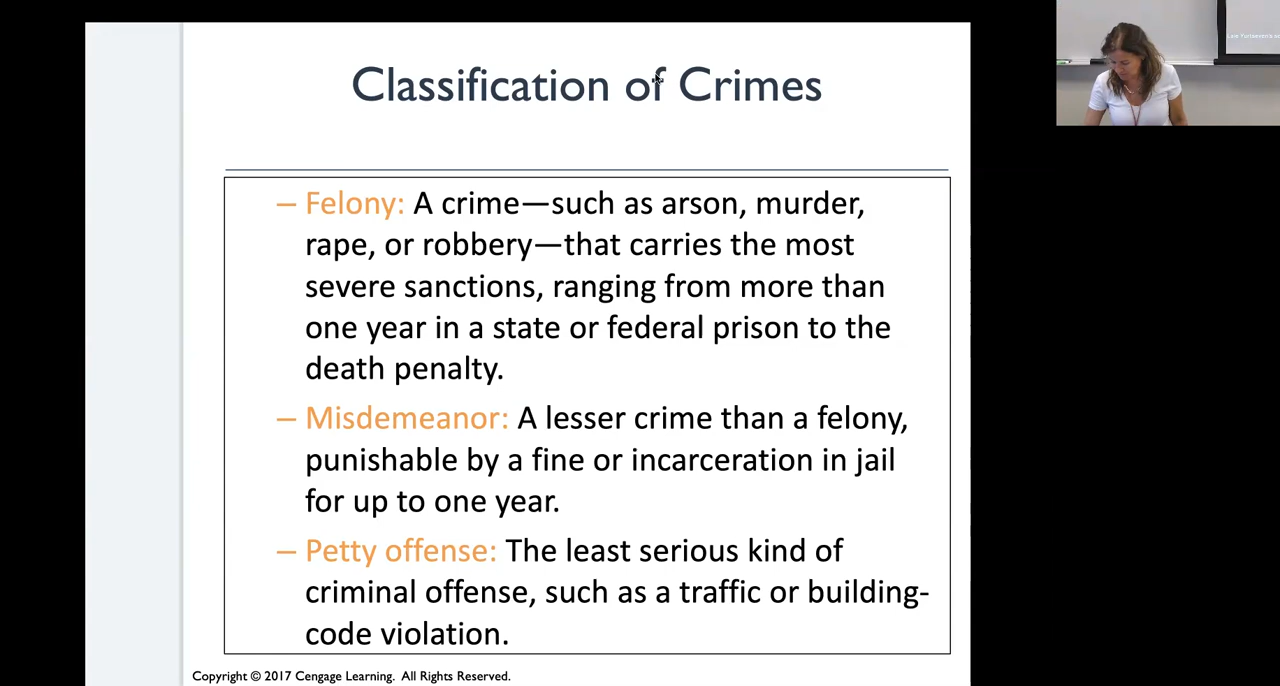 Classification of Crimes
– Felony: A crime—such as arson, murder,
rape, or robbery—that carries the most
severe sanctions, ranging from more than
one year in a state or federal prison to the
death penalty.
– Misdemeanor: A lesser crime than a felony,
punishable by a fine or incarceration in jail
for up to one year.
– Petty offense: The least serious kind of
criminal offense, such as a traffic or building-
code violation.
Copyright © 2017 Cengage Learning. All Rights Reserved.